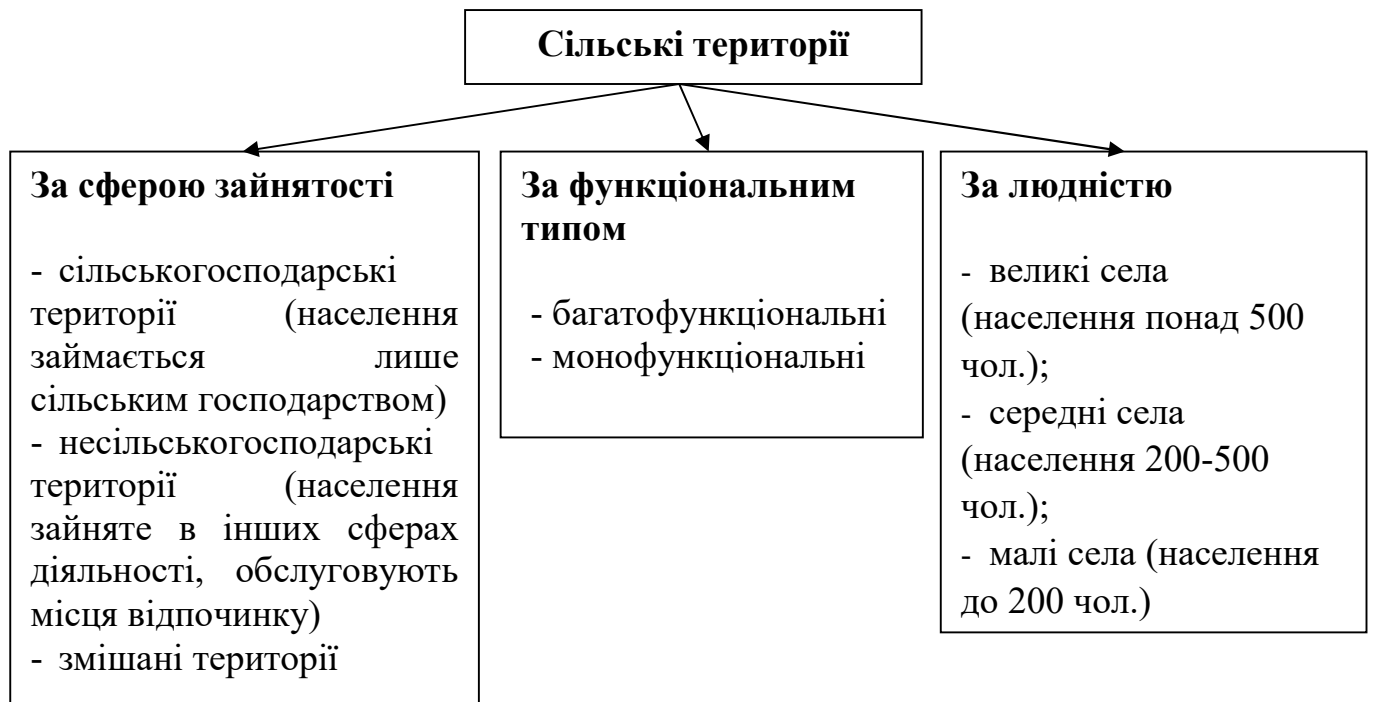 Сільські території
За сферою зайнятості
- сільськогосподарські
території (населення
займається лише
сільським господарством)
- несільськогосподарські
території (населення
зайняте в інших сферах
діяльності, обслуговують
місця відпочинку)
- змішані території
За функціональним
типом
- багатофункціональні
- монофункціональні
За людністю
- великі села
(населення понад 500
чол.);
- середні села
(населення 200-500
чол.);
- малі села (населення
до 200 чол.)